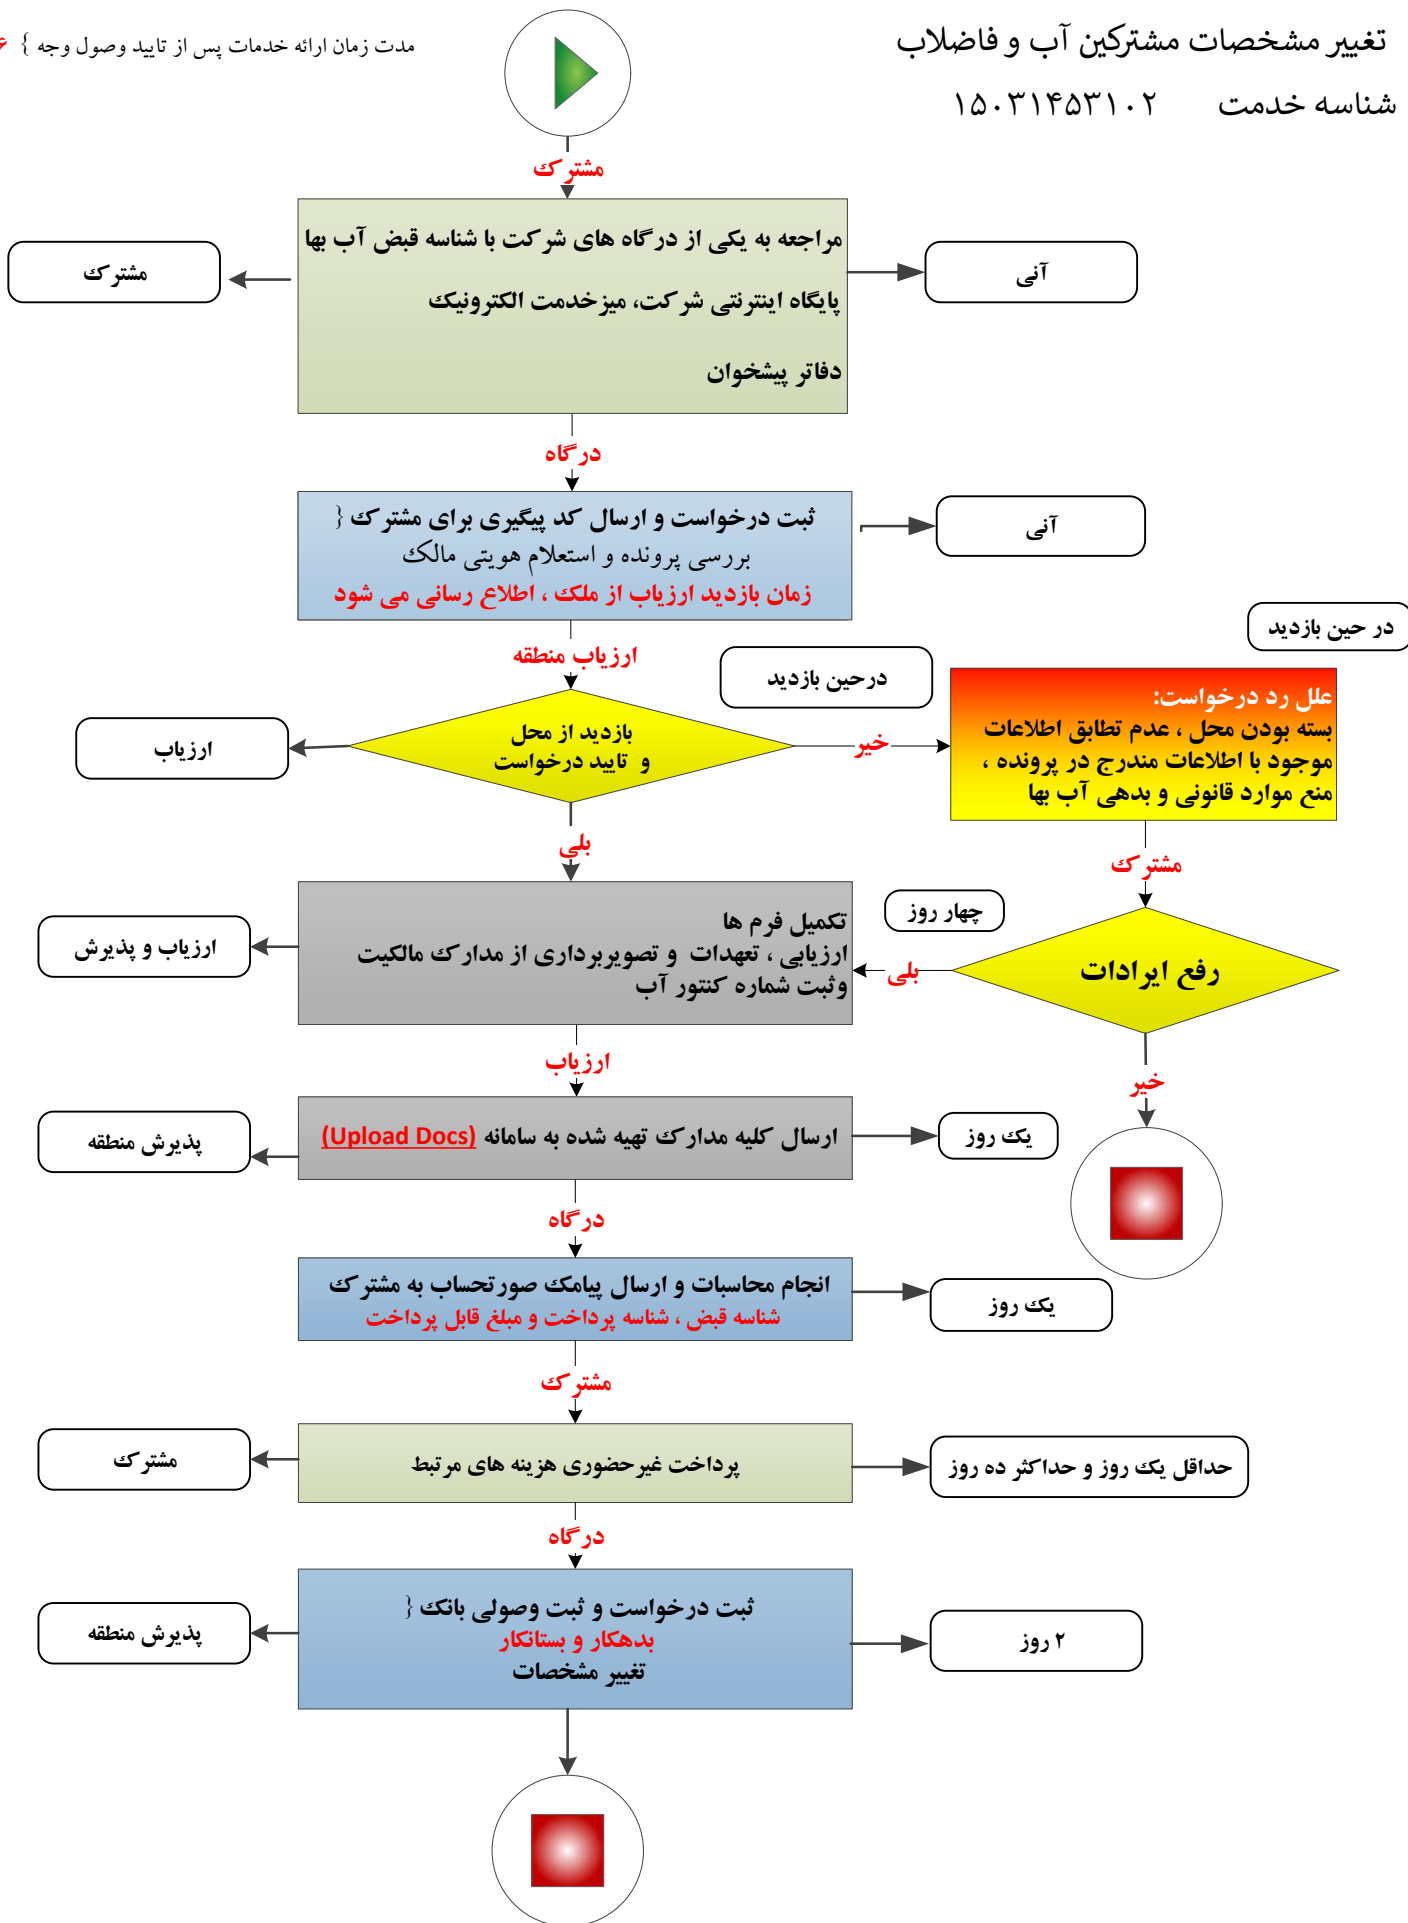 تغییر مشخصات مشترکین آب و فاضلاب
شناسه خدمت ۱۵۰۳۱۴۵۳۱۰۲
مدت زمان ارائه خدمات پس از تایید وصول وجه {
مشترک
مراجعه به یکی از درگاه های شرکت با شناسه قبض آب بها
پایگاه اینترنتی شرکت، میزخدمت الکترونیک
دفاتر پیشخوان
آنی
مشترک
درگاه
ثبت درخواست و ارسال کد پیگیری برای مشترک }
بررسی پرونده و استعلام هویتی مالک
زمان بازدید ارزیاب از ملک ، اطلاع رسانی می شود
آنی
ارزیاب منطقه
درحین بازدید
در حین بازدید
بازدید از محل
و تایید درخواست
ارزیاب
خیر
علل رد درخواست:
بسته بودن محل ، عدم تطابق اطلاعات
موجود با اطلاعات مندرج در پرونده ،
منع موارد قانونی و بدهی آب بها
بلی
مشترک
چهار روز
رفع ایرادات
بلی
خیر
تکمیل فرم ها
ارزیابی ، تعهدات و تصویربرداری از مدارک مالکیت
وثبت شماره کنتور آب
ارزیاب و پذیرش
ارزیاب
ارسال کلیه مدارک تهیه شده به سامانه (Upload Docs)
یک روز
پذیرش منطقه
درگاه
انجام محاسبات و ارسال پیامک صورتحساب به مشترک
شناسه قبض ، شناسه پرداخت و مبلغ قابل پرداخت
یک روز
مشترک
پرداخت غیرحضوری هزینه های مرتبط
حداقل یک روز و حداکثر ده روز
مشترک
درگاه
ثبت درخواست و ثبت وصولی بانک }
بدهکار و بستانکار
تغییر مشخصات
۲ روز
پذیرش منطقه